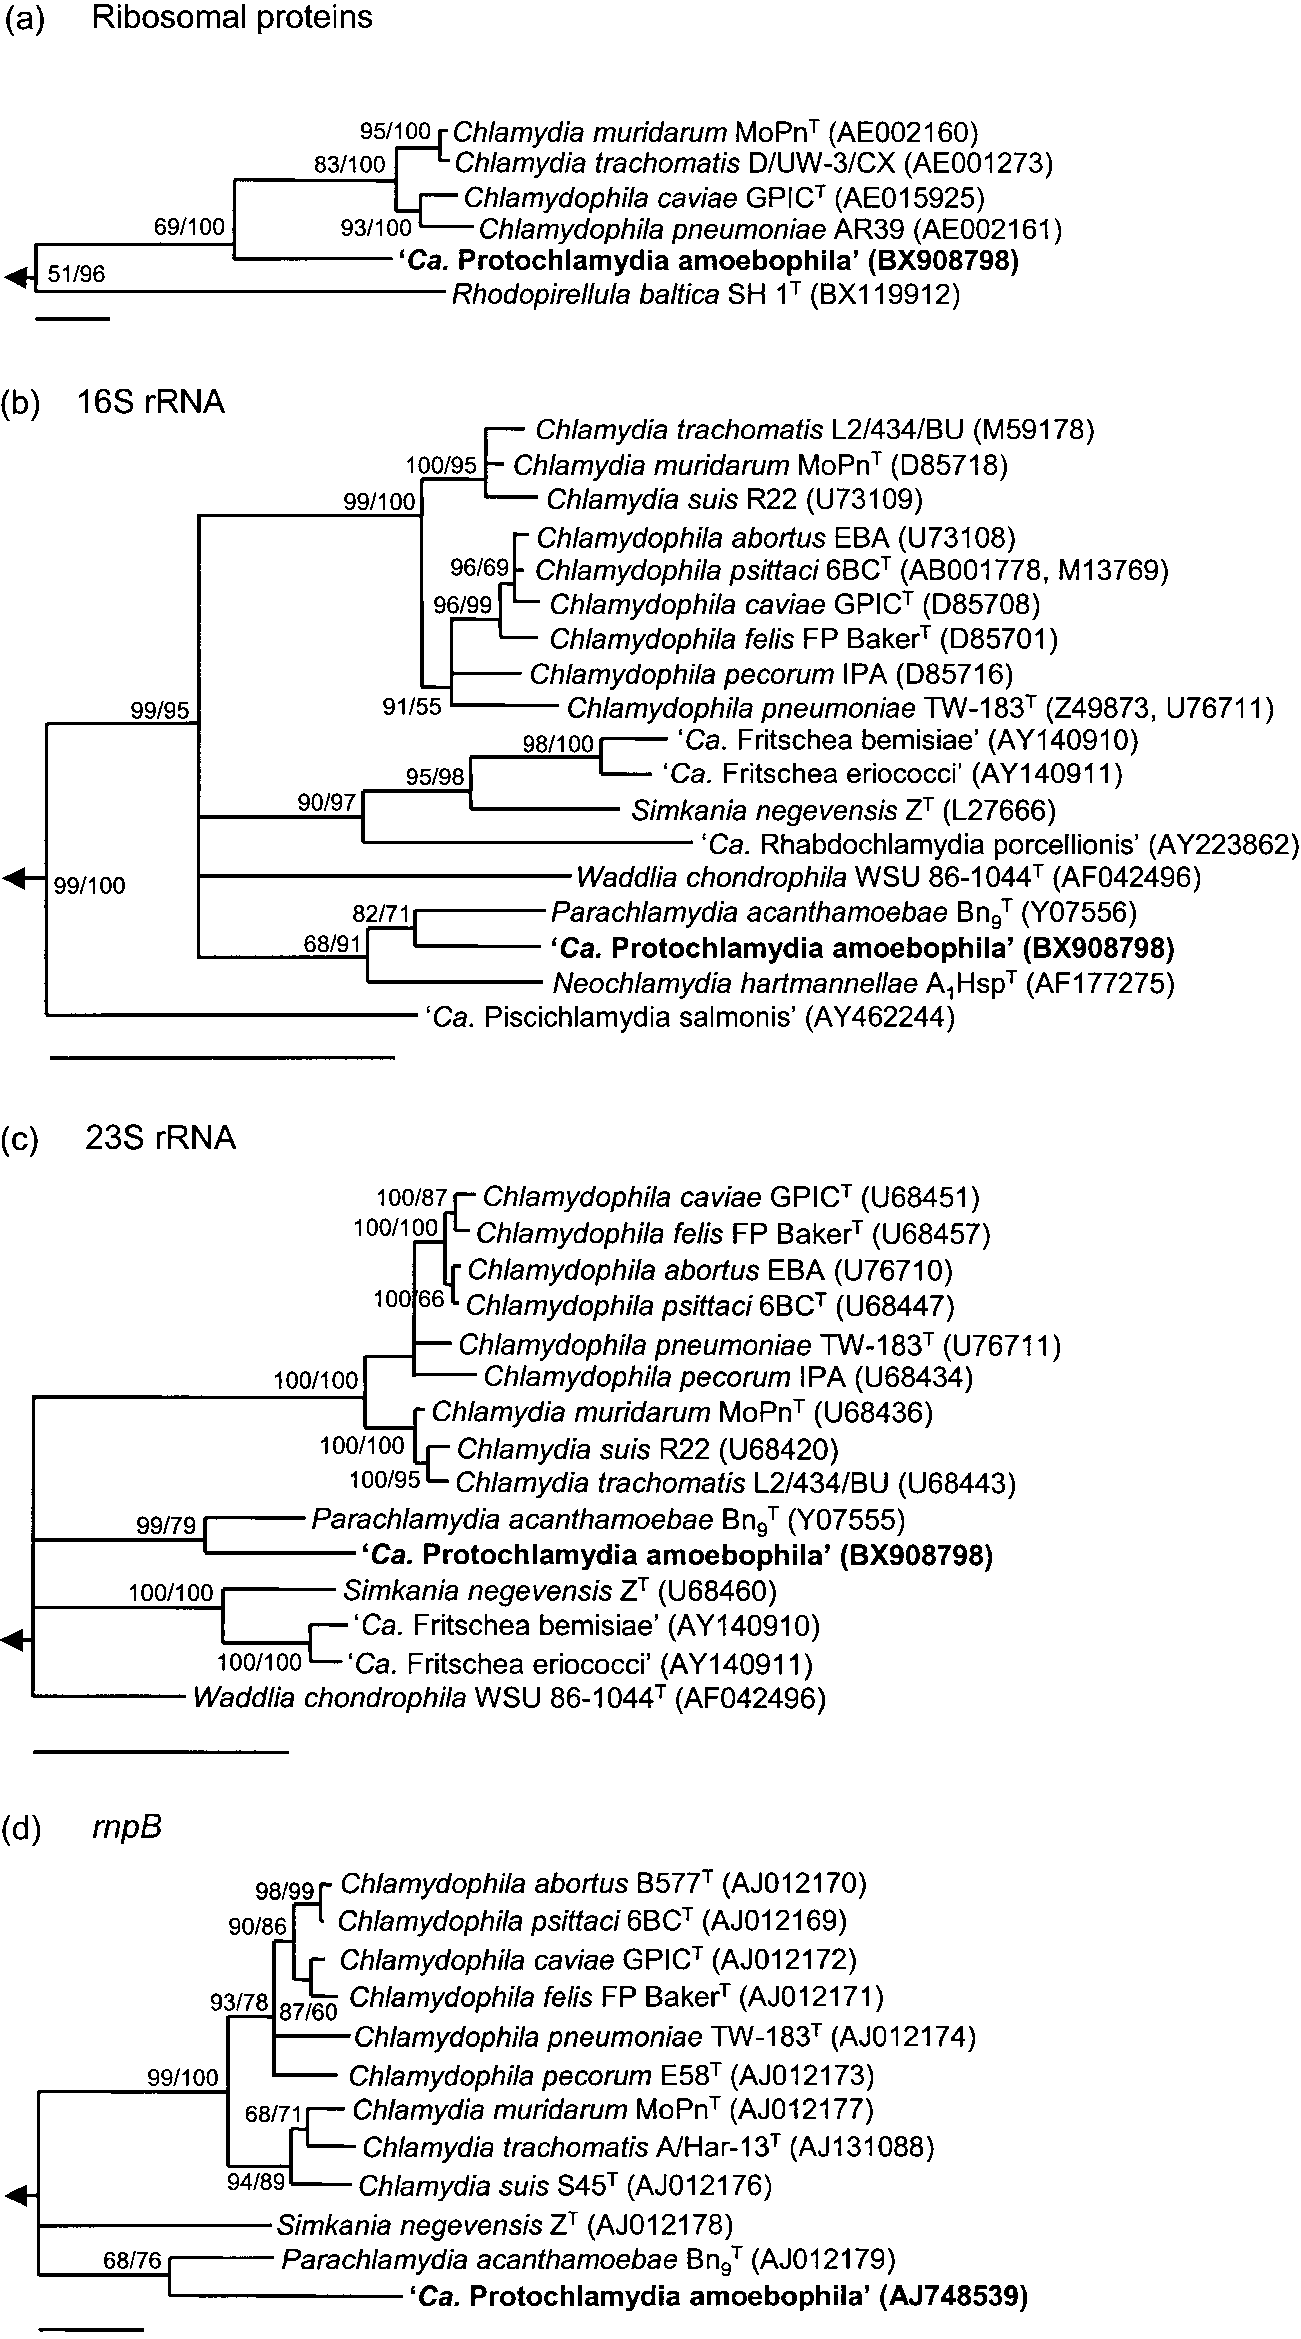 (a) Ribosomal proteins
95/100 Chlamydia muridarum MoPnT (AE002160)
83/100 Chlamydia trachomatis D/UW-3/CX (AE001273)
Chlamydophila caviae GPICT (AE015925)
69/100 93/100 Chlamydophila pneumoniae AR39 (AE002161)
‘Ca. Protochlamydia amoebophila’ (BX908798)
51/96
Rhodopirellula baltica SH 1T (BX119912)
(b) 16S rRNA
Chlamydia trachomatis L2/434/BU (M59178)
100/95 Chlamydia muridarum MoPnT (D85718)
99/100 Chlamydia suis R22 (U73109)
Chlamydophila abortus EBA (U73108)
96/69 Chlamydophila psittaci 6BCT (AB001778, M13769)
96/99 Chlamydophila caviae GPICT (D85708)
Chlamydophila felis FP BakerT (D85701)
Chlamydophila pecorum IPA (D85716)
99/95 91/55 Chlamydophila pneumoniae TW-183T (Z49873, U76711)
98/100 ‘Ca. Fritschea bemisiae’ (AY140910)
95/98 ‘Ca. Fritschea eriococci’ (AY140911)
90/97 Simkania negevensis ZT (L27666)
‘Ca. Rhabdochlamydia porcellionis’ (AY223862)
99/100 Waddlia chondrophila WSU 86-1044T (AF042496)
82/71 Parachlamydia acanthamoebae Bn9T (Y07556)
68/91 ‘Ca. Protochlamydia amoebophila’ (BX908798)
Neochlamydia hartmannellae A1HspT (AF177275)
‘Ca. Piscichlamydia salmonis’ (AY462244)
(c) 23S rRNA
100/87 Chlamydophila caviae GPICT (U68451)
100/100 Chlamydophila felis FP BakerT (U68457)
Chlamydophila abortus EBA (U76710)
100/66 Chlamydophila psittaci 6BCT (U68447)
Chlamydophila pneumoniae TW-183T (U76711)
100/100 Chlamydophila pecorum IPA (U68434)
Chlamydia muridarum MoPnT (U68436)
100/100 Chlamydia suis R22 (U68420)
100/95 Chlamydia trachomatis L2/434/BU (U68443)
99/79 Parachlamydia acanthamoebae Bn9T (Y07555)
‘Ca. Protochlamydia amoebophila’ (BX908798)
100/100 Simkania negevensis ZT (U68460)
‘Ca. Fritschea bemisiae’ (AY140910)
100/100 ‘Ca. Fritschea eriococci’ (AY140911)
Waddlia chondrophila WSU 86-1044T (AF042496)
(d) rnpB
98/99 Chlamydophila abortus B577T (AJ012170)
90/86 Chlamydophila psittaci 6BCT (AJ012169)
Chlamydophila caviae GPICT (AJ012172)
93/78 87/60 Chlamydophila felis FP BakerT (AJ012171)
Chlamydophila pneumoniae TW-183T (AJ012174)
99/100 Chlamydophila pecorum E58T (AJ012173)
68/71 Chlamydia muridarum MoPnT (AJ012177)
Chlamydia trachomatis A/Har-13T (AJ131088)
94/89 Chlamydia suis S45T (AJ012176)
Simkania negevensis ZT (AJ012178)
68/76 Parachlamydia acanthamoebae Bn9T (AJ012179)
‘Ca. Protochlamydia amoebophila’ (AJ748539)